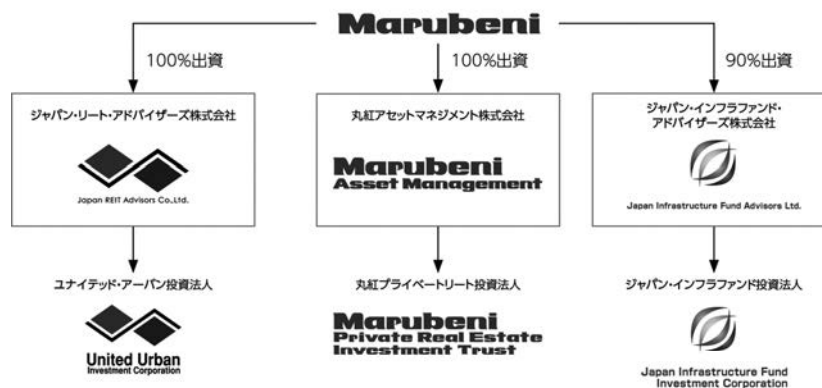 Marubeni
100%出資
100%出資
90%出資
ジャパン・リート・アドバイザーズ株式会社
Japan REIT Advisors Co.,Ltd.
丸紅アセットマネジメント株式会社
Marubeni
Asset Management
ジャパン・インフラファンド・
アドバイザーズ株式会社
Japan Infrastructure Fund Advisors Ltd.
ユナイテッド・アーバン投資法人
United Urban
Investment Corporation
丸紅プライベートリート投資法人
Marubeni
Private Real Estate
Investment Trust
ジャパン・インフラファンド投資法人
Japan Infrastructure Fund
Investment Corporation